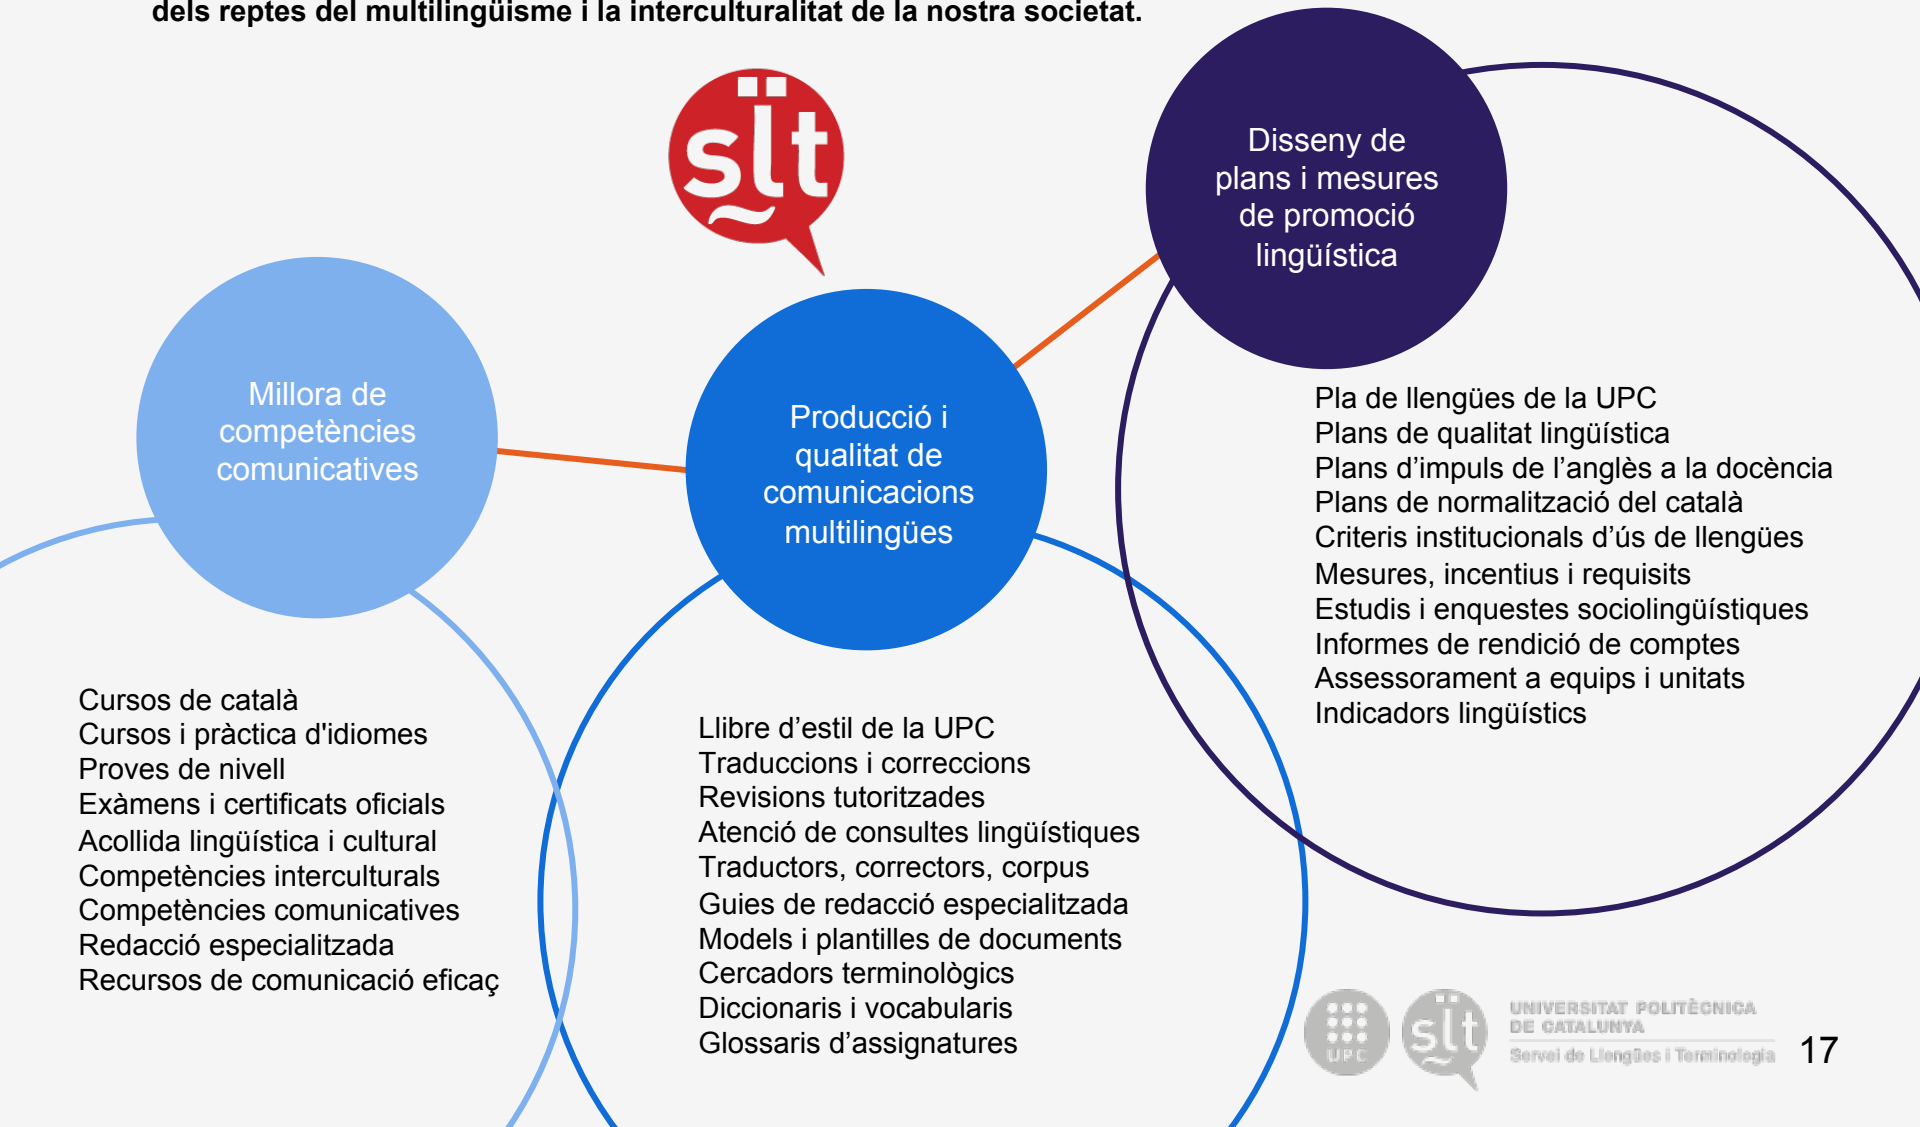 dels reptes del multilingüisme i la interculturalitat de la nostra societat.
slt
Disseny de
plans i mesures
de promoció
lingüística
Millora de
competències
comunicatives
Producció i
qualitat de
comunicacions
multilingües
Pla de llengües de la UPC
Plans de qualitat lingüística
Plans d’impuls de l’anglès a la docència
Plans de normalització del català
Criteris institucionals d’ús de llengües
Mesures, incentius i requisits
Estudis i enquestes sociolingüístiques
Informes de rendició de comptes
Assessorament a equips i unitats
Indicadors lingüístics
Cursos de català
Cursos i pràctica d'idiomes
Proves de nivell
Exàmens i certificats oficials
Acollida lingüística i cultural
Competències interculturals
Competències comunicatives
Redacció especialitzada
Recursos de comunicació eficaç
Llibre d’estil de la UPC
Traduccions i correccions
Revisions tutoritzades
Atenció de consultes lingüístiques
Traductors, correctors, corpus
Guies de redacció especialitzada
Models i plantilles de documents
Cercadors terminològics
Diccionaris i vocabularis
Glossaris d’assignatures
UPC
slt
UNIVERSITAT POLITÈCNICA
DE CATALUNYA
Servei de Llengües i Terminologia
17